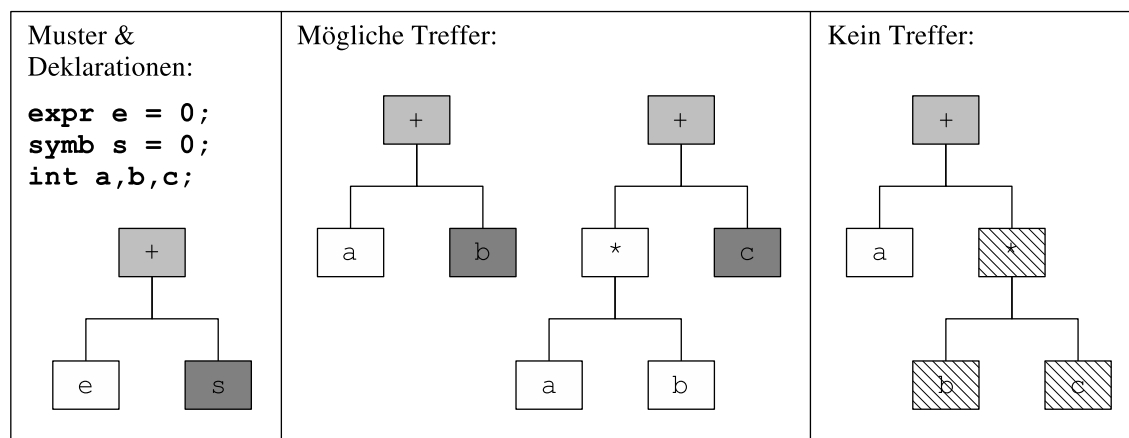 Muster &
Deklarationen:
expr e = 0;
symb s = 0;
int a,b,c;
+
e s
Mögliche Treffer:
+
a b
+
* c
a b
Kein Treffer:
+
a *
b c